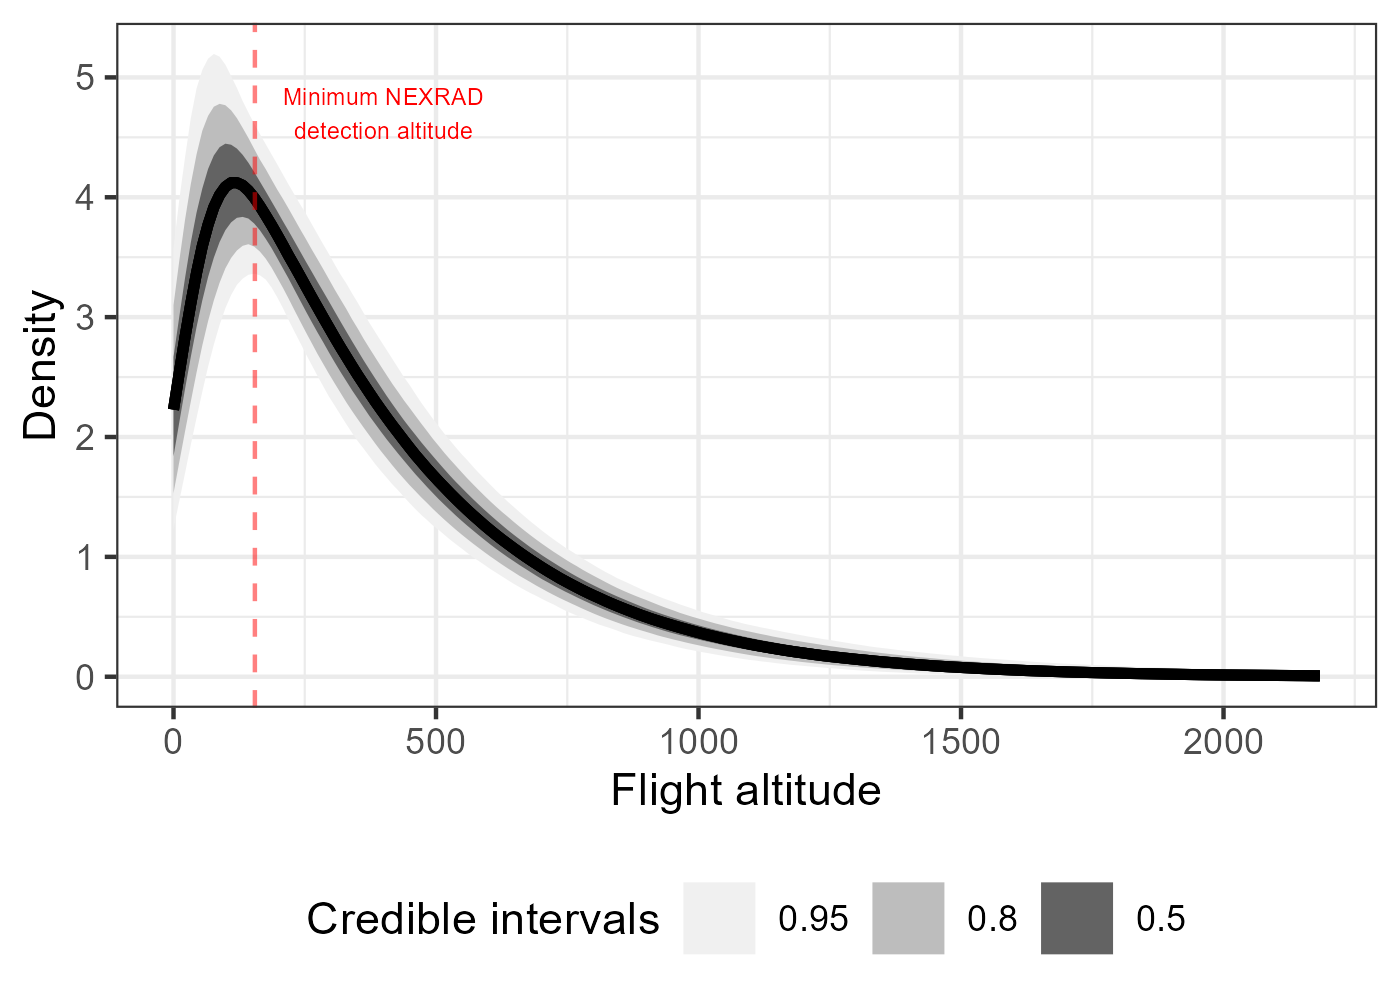 Minimum NEXRAD
detection altitude
Density
5
4
3
2
1
0
0 500 1000 1500 2000
Flight altitude
Credible intervals 0.95 0.8 0.5